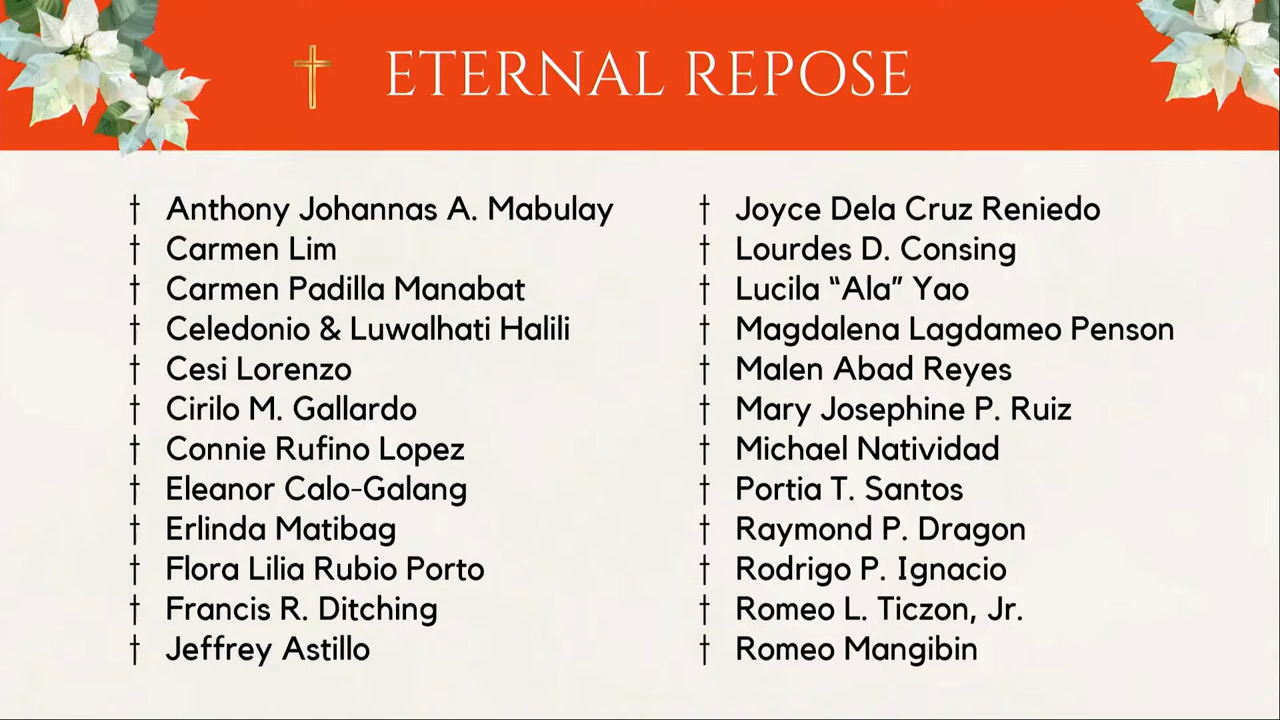 ETERNAL REPOSE
† Anthony Johannas A. Mabulay
† Carmen Lim
† Carmen Padilla Manabat
† Celedonio & Luwalhati Halili
† Cesi Lorenzo
† Cirilo M. Gallardo
† Connie Rufino Lopez
† Eleanor Calo-Galang
† Erlinda Matibag
† Flora Lilia Rubio Porto
† Francis R. Ditching
† Jeffrey Astillo
† Joyce Dela Cruz Reniedo
† Lourdes D. Consing
† Lucila “Ala” Yao
† Magdalena Lagdameo Penson
† Malen Abad Reyes
† Mary Josephine P. Ruiz
† Michael Natividad
† Portia T. Santos
† Raymond P. Dragon
† Rodrigo P. Ignacio
† Romeo L. Ticzon, Jr.
† Romeo Mangibin